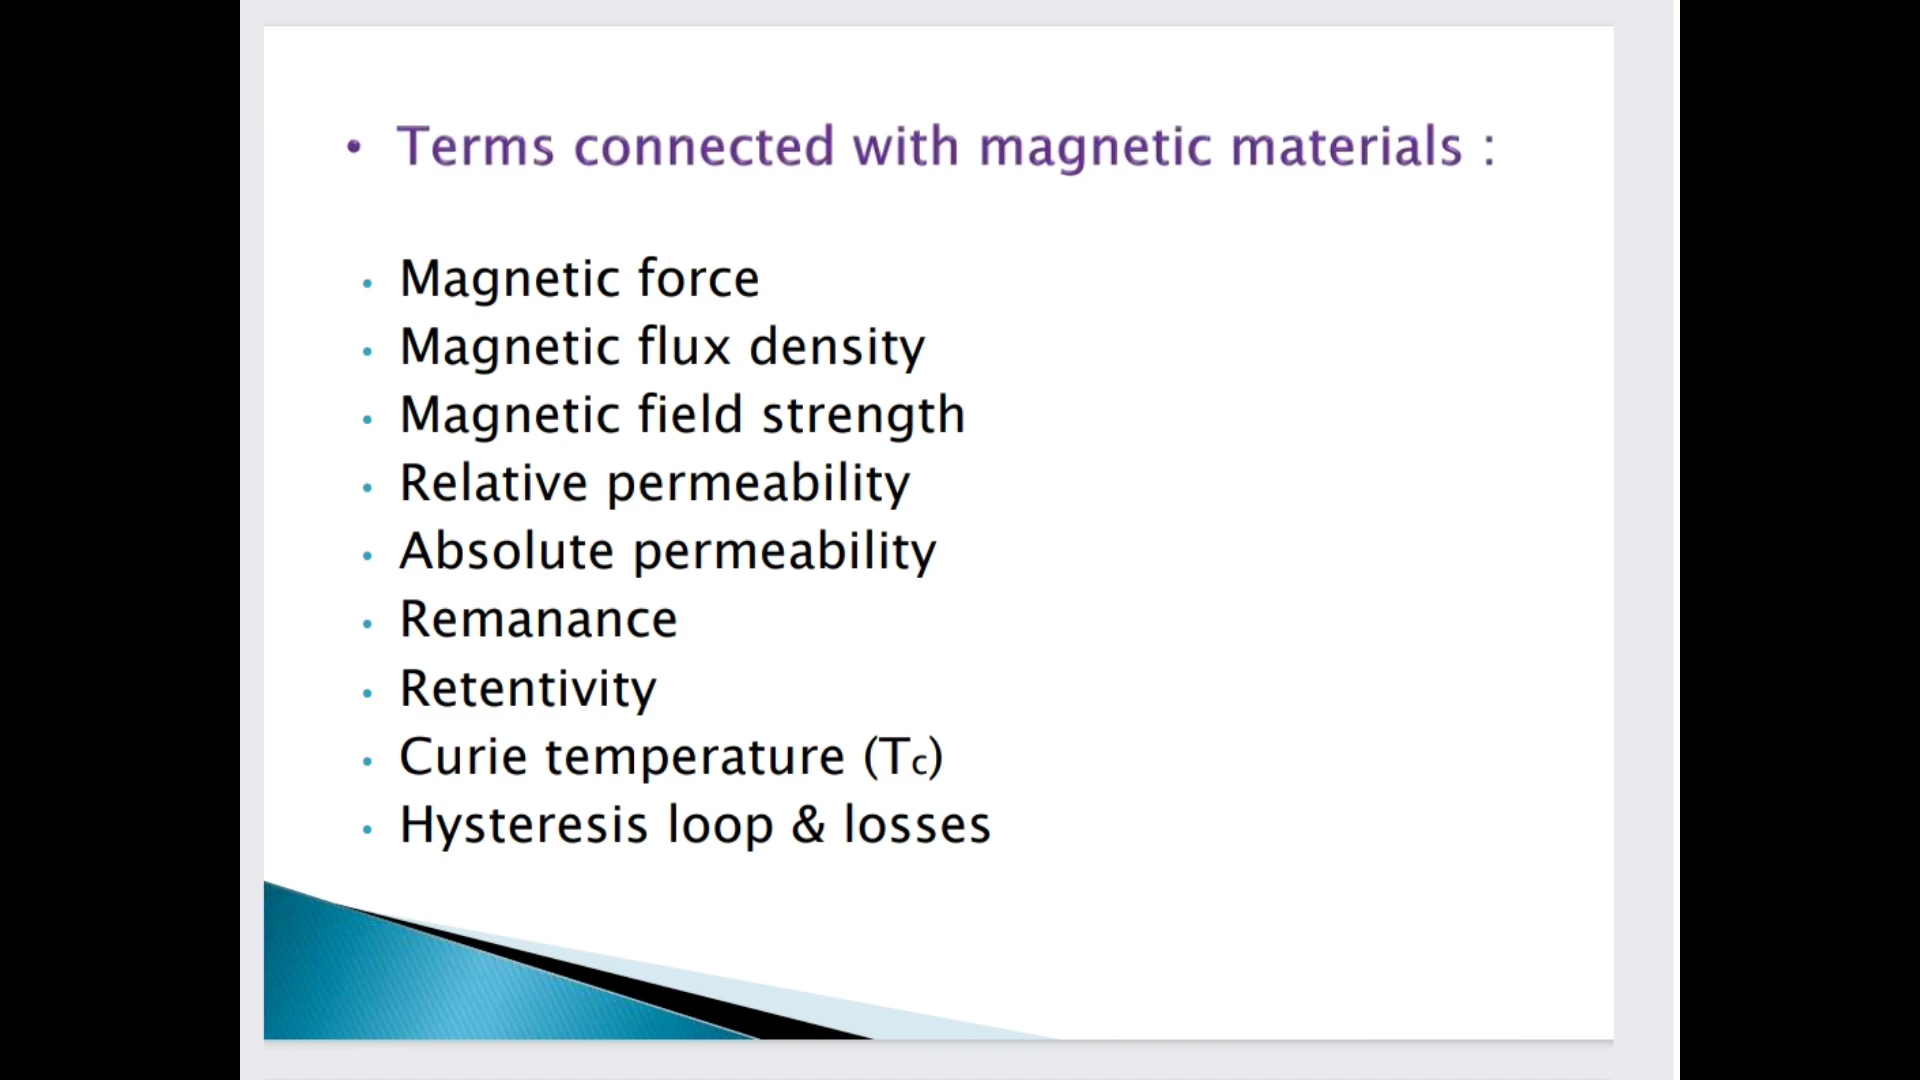 • Terms connected with magnetic materials :
• Magnetic force
• Magnetic flux density
• Magnetic field strength
• Relative permeability
• Absolute permeability
• Remanance
• Retentivity
• Curie temperature (Tc)
• Hysteresis loop & losses